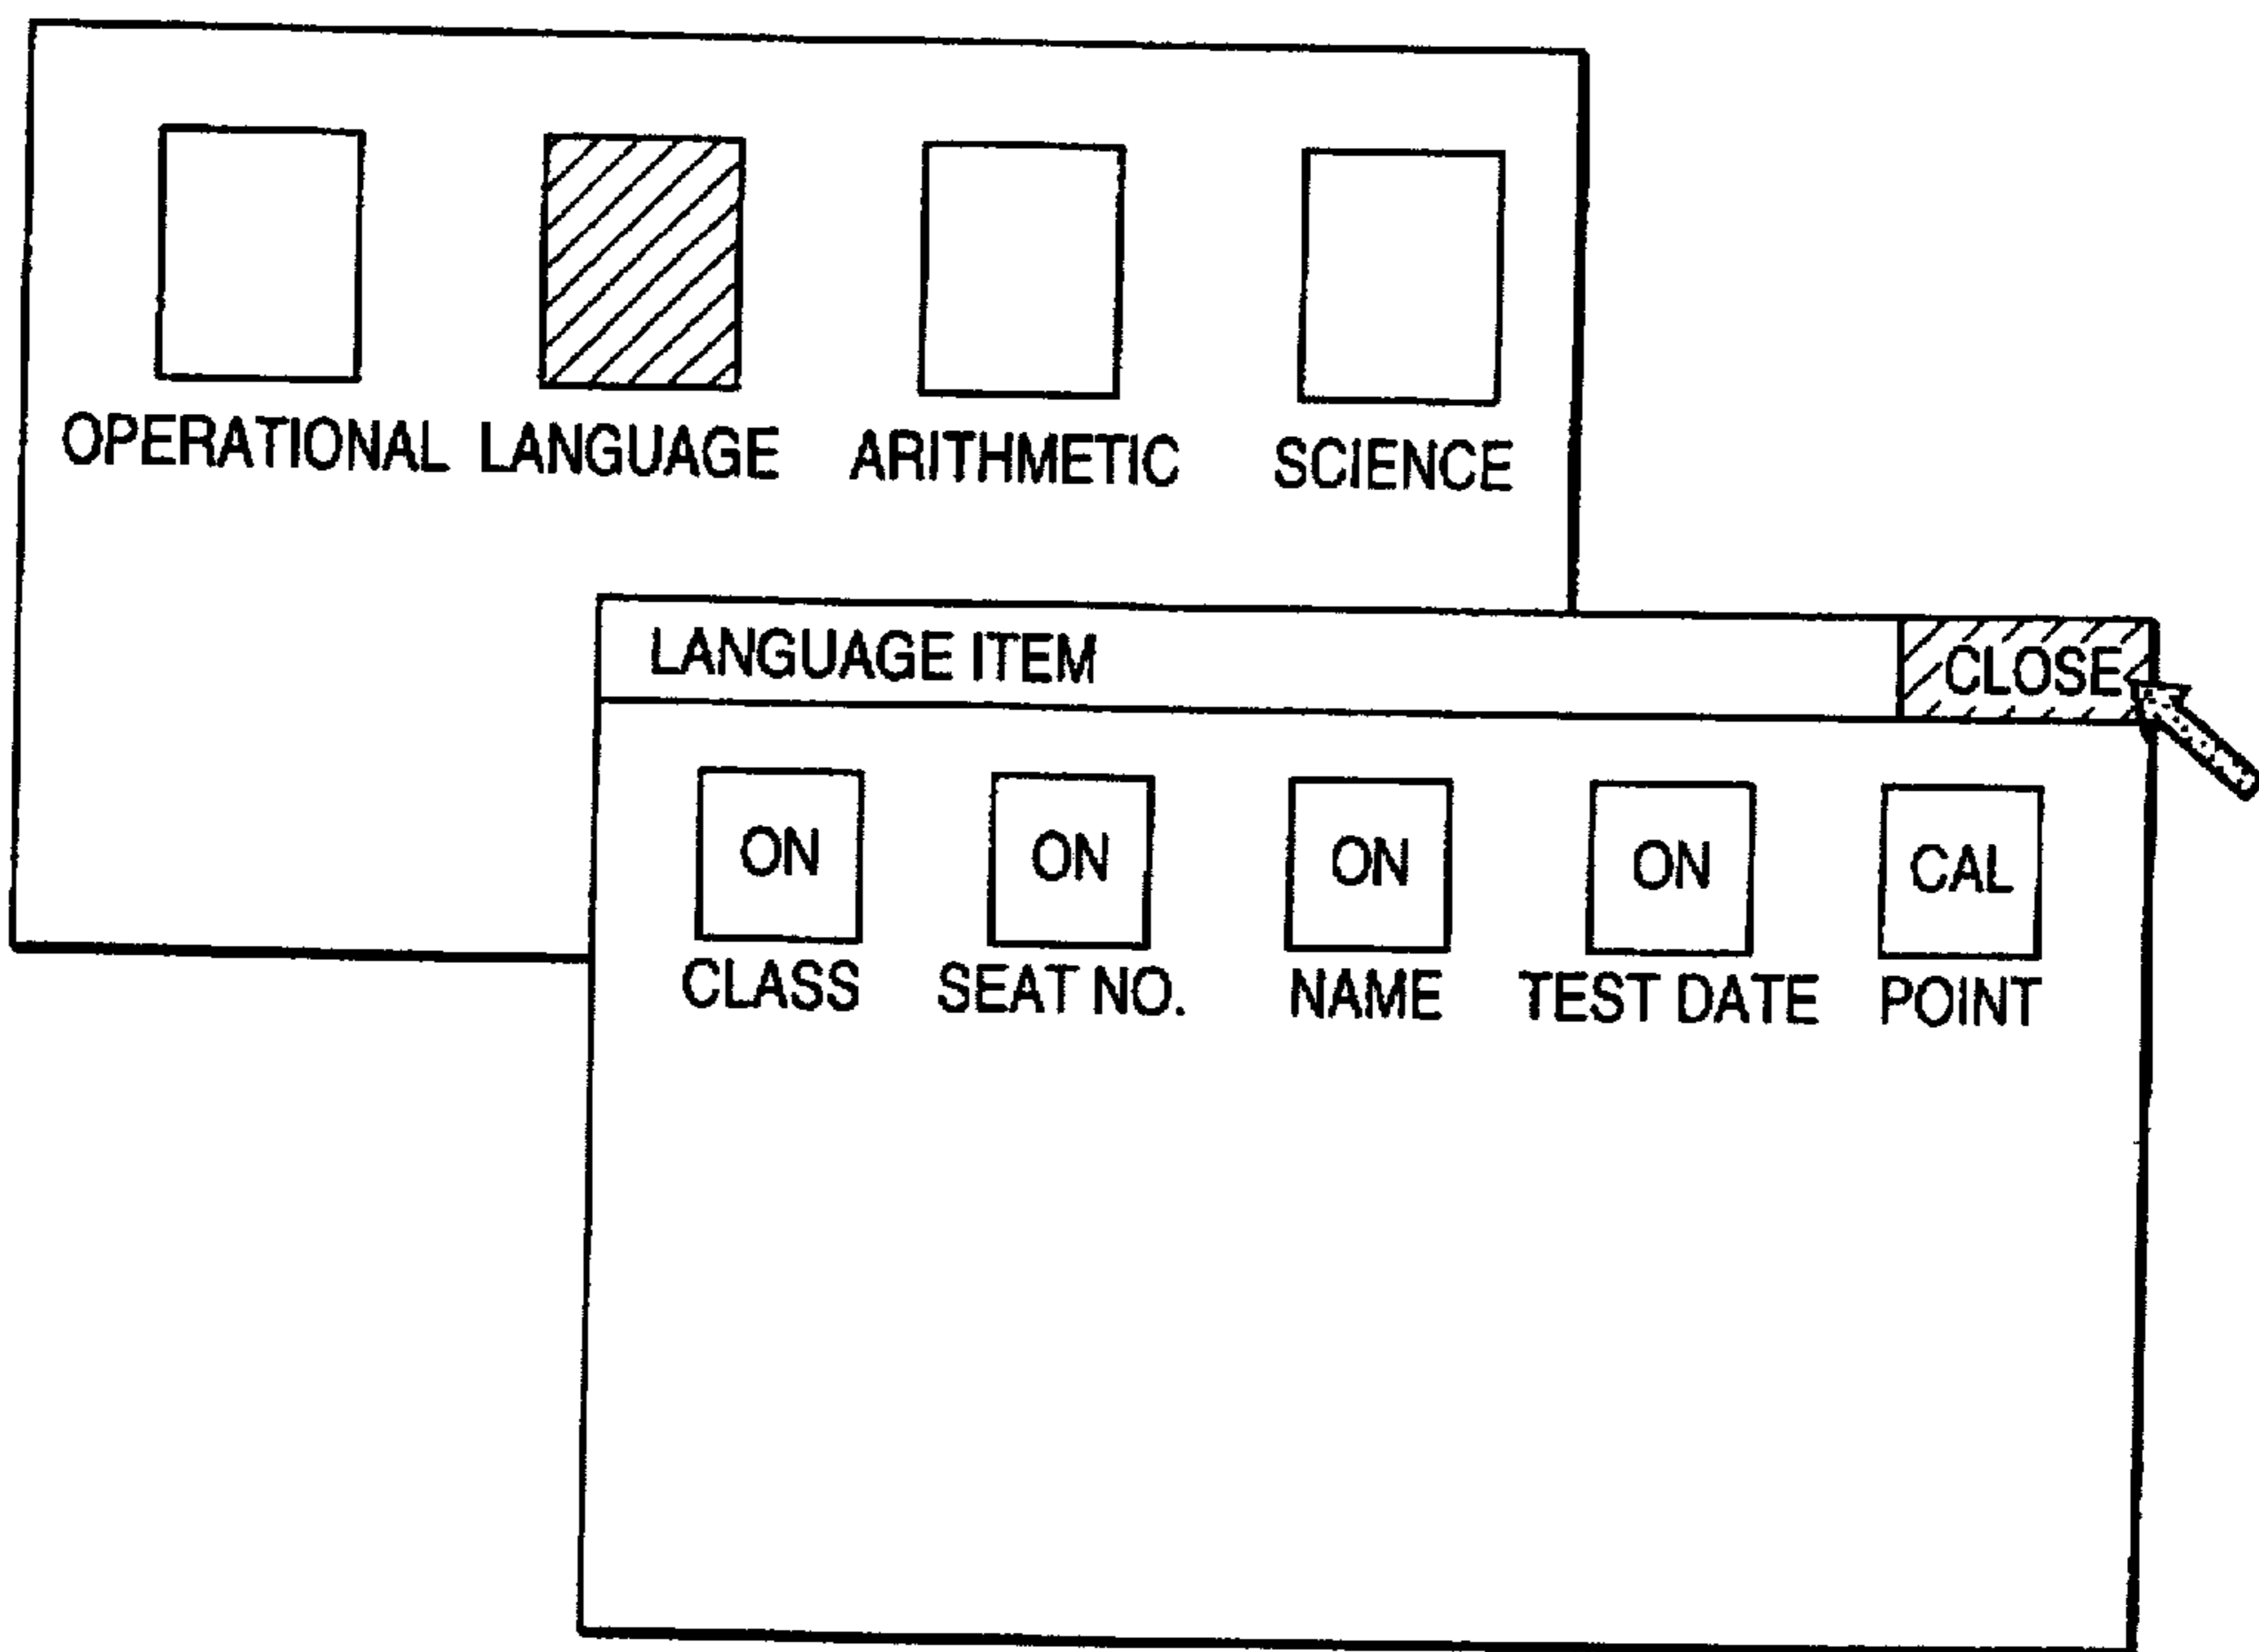 OPERATIONAL LANGUAGE ARITHMETIC SCIENCE
LANGUAGE ITEM CLOSE
ON ON ON ON CAL
CLASS SEAT NO. NAME TEST DATE POINT